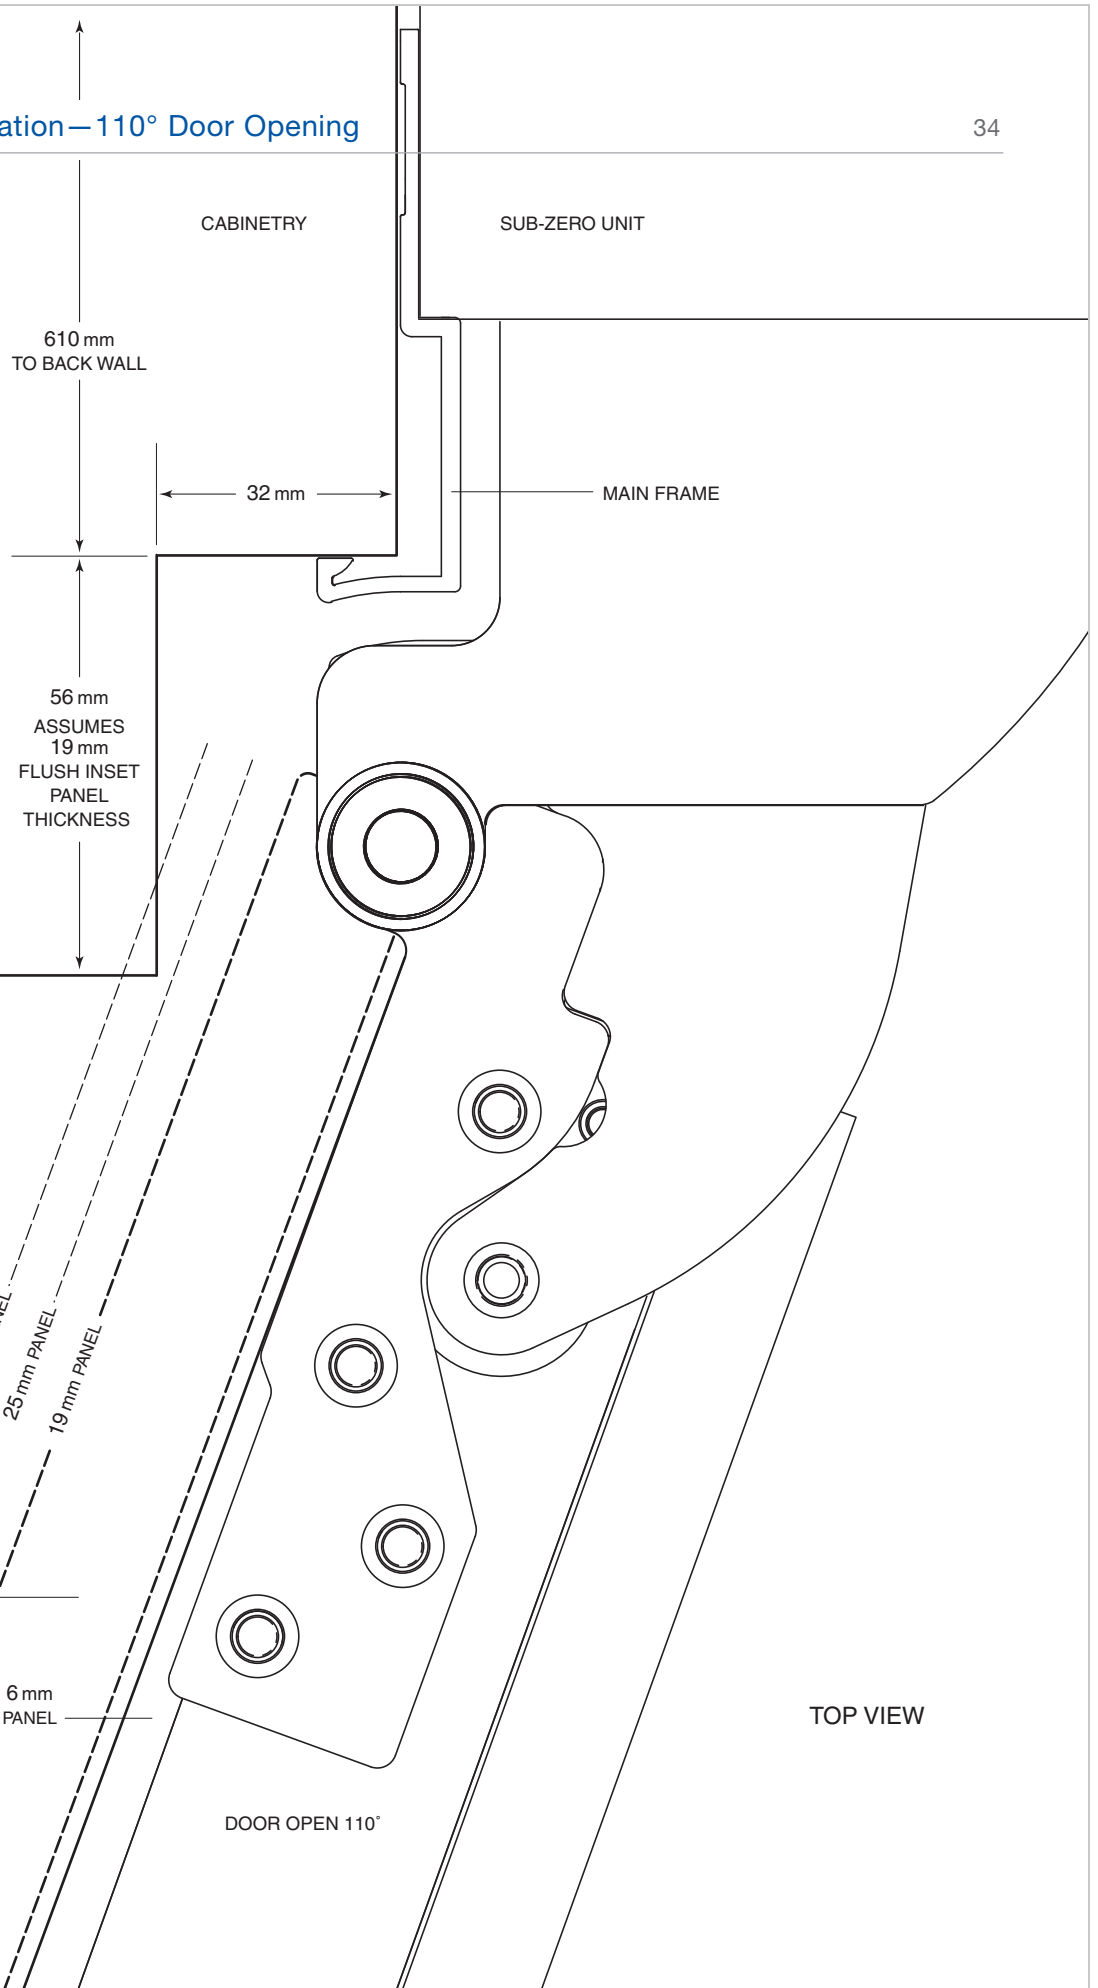 ation—110° Door Opening
34
CABINETRY
SUB-ZERO UNIT
610 mm
TO BACK WALL
32 mm
MAIN FRAME
56 mm
ASSUMES
19 mm
FLUSH INSET
PANEL
THICKNESS
NEL
25 mm PANEL
19 mm PANEL
6 mm
PANEL
TOP VIEW
DOOR OPEN 110°